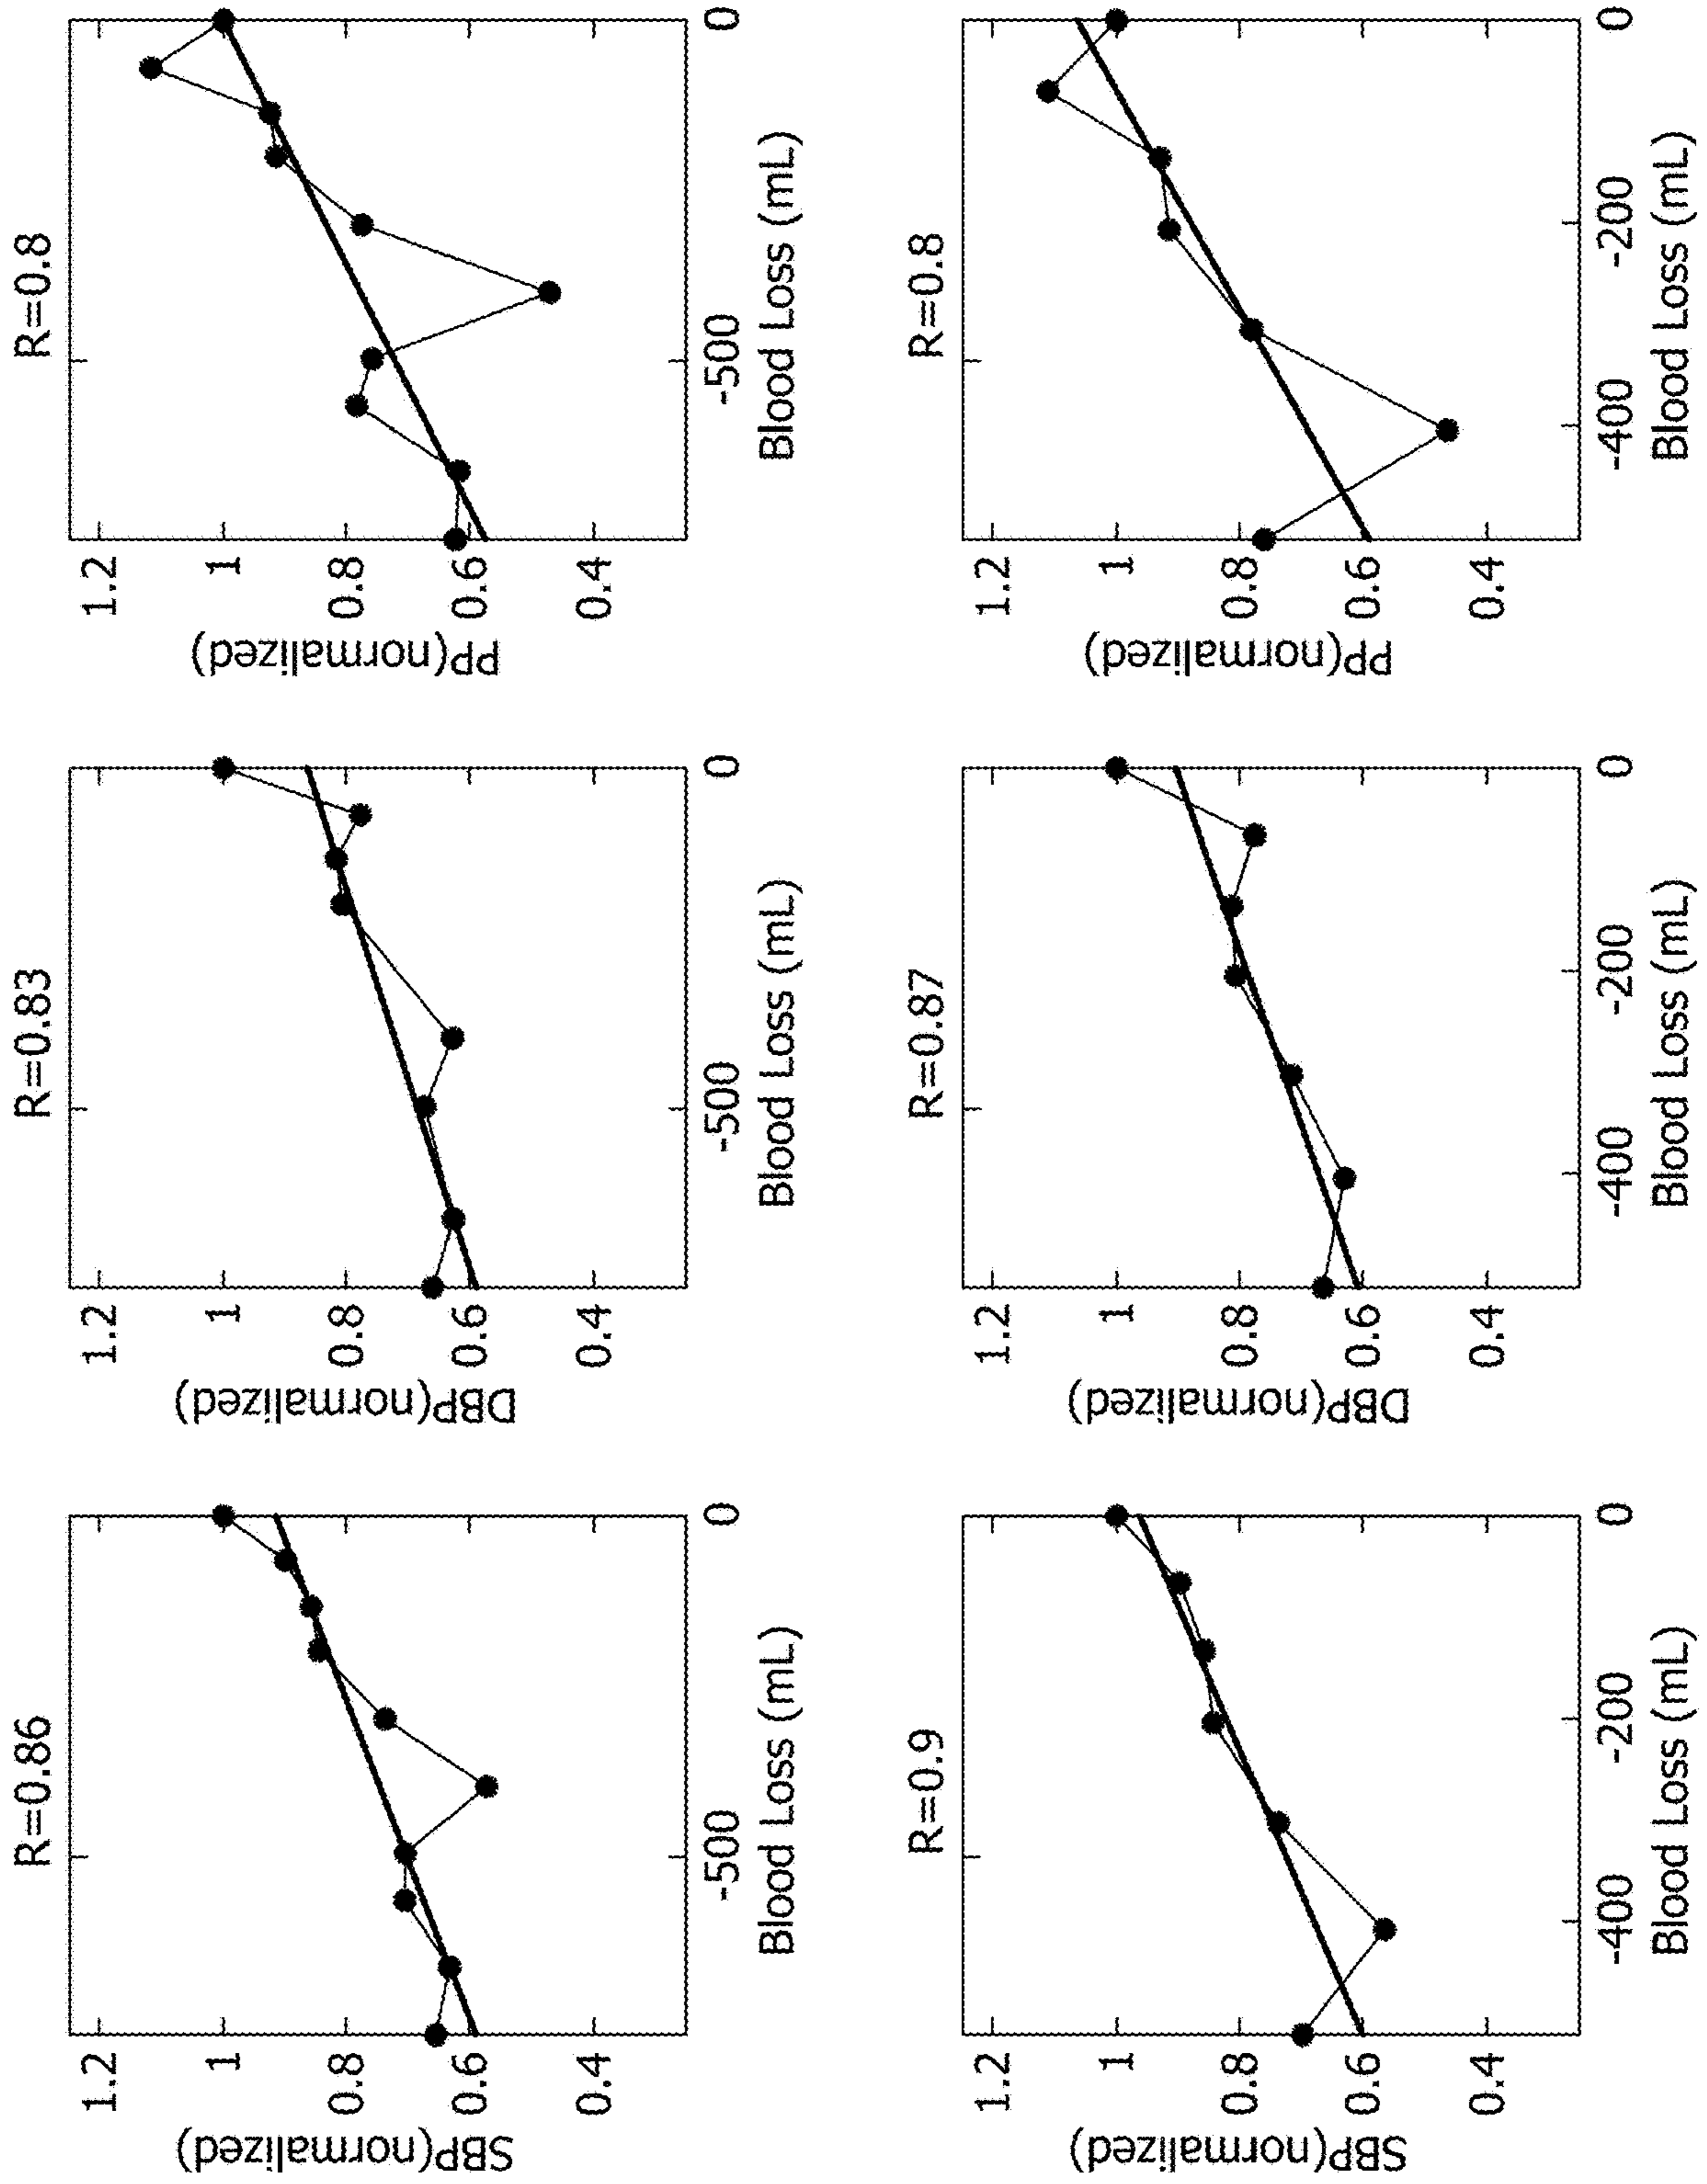 R=0.86
SBP(normalized)
1.2
1
0.8
0.6
0.4
-500
0
Blood Loss (mL)
R=0.83
DBP(normalized)
1.2
1
0.8
0.6
0.4
-500
0
Blood Loss (mL)
R=0.8
PP(normalized)
1.2
1
0.8
0.6
0.4
-500
0
Blood Loss (mL)
R=0.9
SBP(normalized)
1.2
1
0.8
0.6
0.4
-400
-200
0
Blood Loss (mL)
R=0.87
DBP(normalized)
1.2
1
0.8
0.6
0.4
-400
-200
0
Blood Loss (mL)
R=0.8
PP(normalized)
1.2
1
0.8
0.6
0.4
-400
-200
0
Blood Loss (mL)